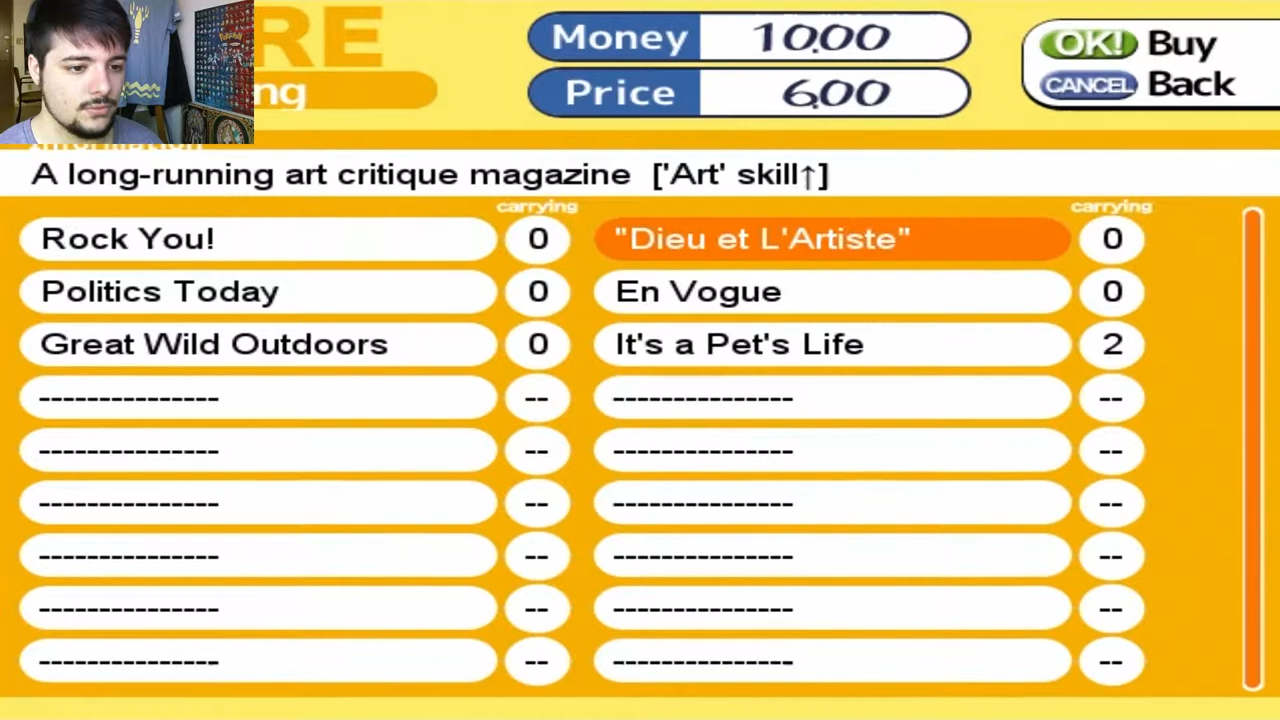 RE
ng
Money 10.00
Price 6.00
OK! Buy
CANCEL Back
Information
A long-running art critique magazine ['Art' skill↑]
carrying carrying
Rock You! 0 "Dieu et L'Artiste" 0
Politics Today 0 En Vogue 0
Great Wild Outdoors 0 It's a Pet's Life 2
--------------- -- --------------- --
--------------- -- --------------- --
--------------- -- --------------- --
--------------- -- --------------- --
--------------- -- --------------- --
--------------- -- --------------- --